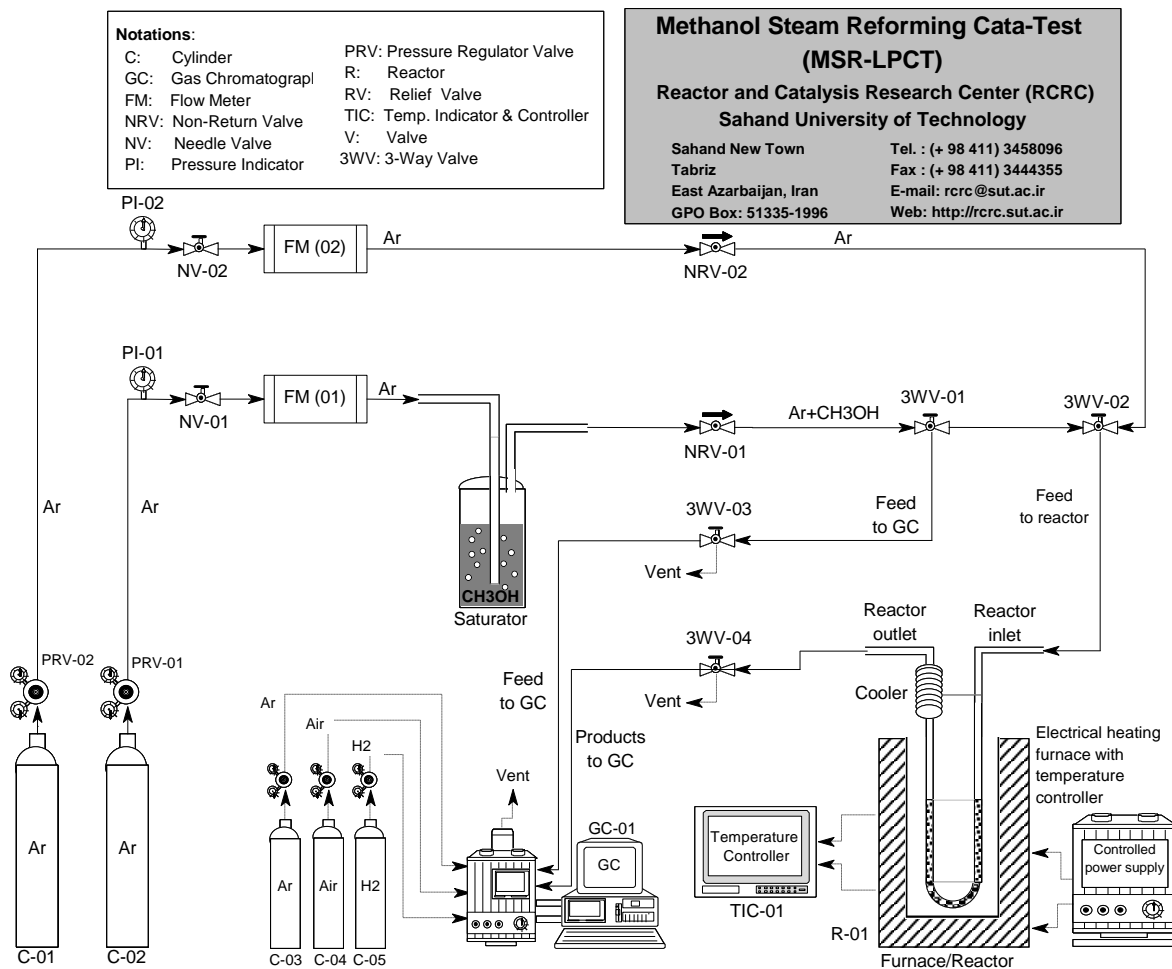 Notations:
C: Cylinder
GC: Gas Chromatograph
FM: Flow Meter
NRV: Non-Return Valve
NV: Needle Valve
PI: Pressure Indicator
PRV: Pressure Regulator Valve
R: Reactor
RV: Relief Valve
TIC: Temp. Indicator & Controller
V: Valve
3WV: 3-Way Valve
Methanol Steam Reforming Cata-Test
(MSR-LPCT)
Reactor and Catalysis Research Center (RCRC)
Sahand University of Technology
Sahand New Town
Tabriz
East Azarbaijan, Iran
GPO Box: 51335-1996
Tel. : (+ 98 411) 3458096
Fax : (+ 98 411) 3444355
E-mail: rcrc@sut.ac.ir
Web: http://rcrc.sut.ac.ir
PI-02
NV-02
FM (02)
Ar
NRV-02
Ar
PI-01
NV-01
FM (01)
Ar
NRV-01
Ar+CH3OH
3WV-01
3WV-02
Ar
Ar
CH3OH
Saturator
3WV-03
Vent
Feed
to GC
Feed
to reactor
Reactor
outlet
Reactor
inlet
3WV-04
Vent
Cooler
PRV-02
PRV-01
Feed
to GC
Products
to GC
Ar
Air
H2
Vent
Electrical heating
furnace with
temperature
controller
Ar
Ar
Ar
Air
H2
GC-01
GC
Temperature
Controller
TIC-01
Controlled
power supply
R-01
Furnace/Reactor
C-01
C-02
C-03
C-04
C-05